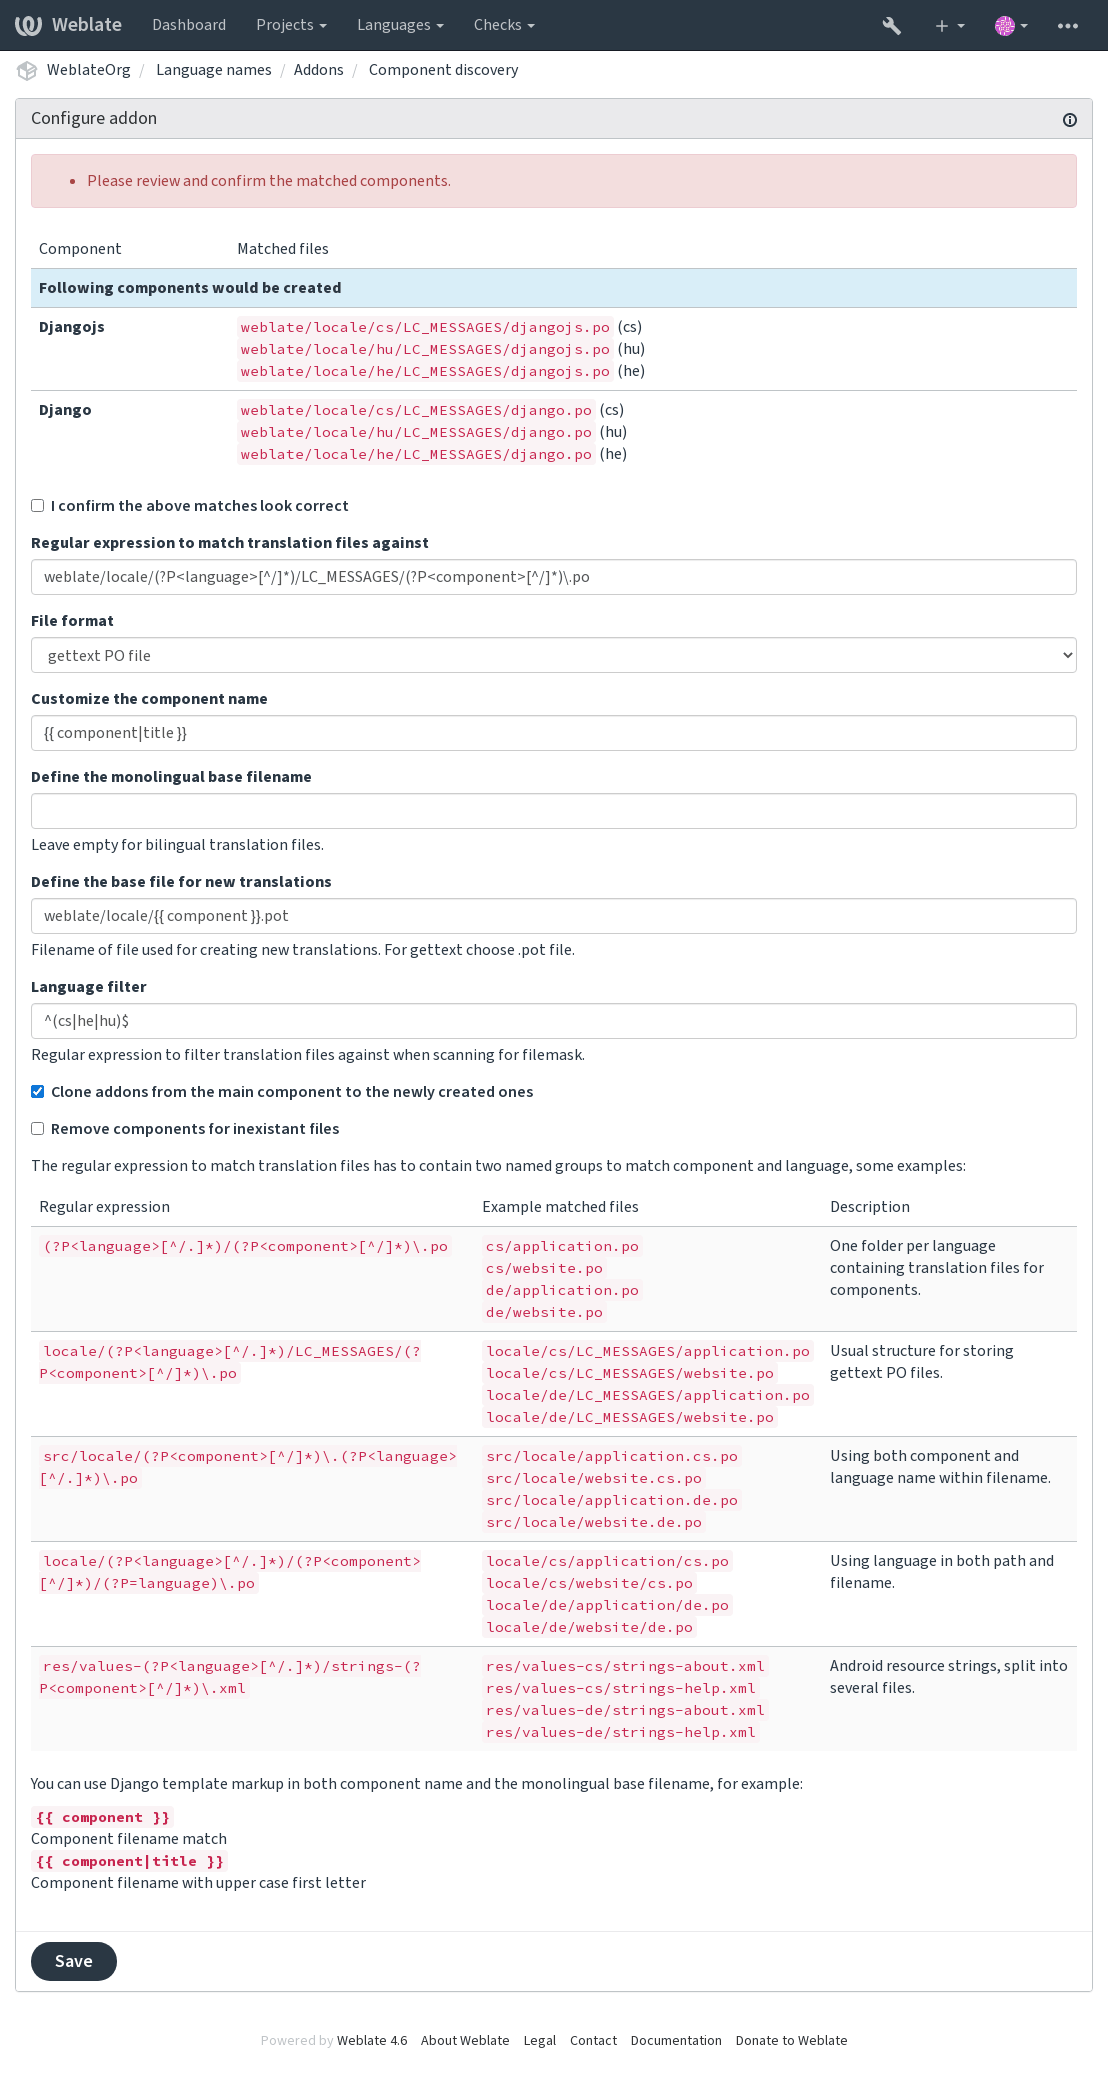 Weblate Dashboard Projects Languages Checks
WeblateOrg / Language names / Addons / Component discovery
Configure addon
Please review and confirm the matched components.
Component Matched files
Following components would be created
Djangojs weblate/locale/cs/LC_MESSAGES/djangojs.po (cs)
weblate/locale/hu/LC_MESSAGES/djangojs.po (hu)
weblate/locale/he/LC_MESSAGES/djangojs.po (he)
Django weblate/locale/cs/LC_MESSAGES/django.po (cs)
weblate/locale/hu/LC_MESSAGES/django.po (hu)
weblate/locale/he/LC_MESSAGES/django.po (he)
I confirm the above matches look correct
Regular expression to match translation files against
weblate/locale/(?P<language>[^/]*)/LC_MESSAGES/(?P<component>[^/]*)\.po
File format
gettext PO file
Customize the component name
{{ component|title }}
Define the monolingual base filename
Leave empty for bilingual translation files.
Define the base file for new translations
weblate/locale/{{ component }}.pot
Filename of file used for creating new translations. For gettext choose .pot file.
Language filter
^(cs|he|hu)$
Regular expression to filter translation files against when scanning for filemask.
Clone addons from the main component to the newly created ones
Remove components for inexistant files
The regular expression to match translation files has to contain two named groups to match component and language, some examples:
Regular expression Example matched files Description
(?P<language>[^/.]*)/(?P<component>[^/]*)\.po cs/application.po One folder per language
cs/website.po containing translation files for
de/application.po components.
de/website.po
locale/(?P<language>[^/.]*)/LC_MESSAGES/(? locale/cs/LC_MESSAGES/application.po Usual structure for storing
P<component>[^/]*)\.po locale/cs/LC_MESSAGES/website.po gettext PO files.
locale/de/LC_MESSAGES/application.po
locale/de/LC_MESSAGES/website.po
src/locale/(?P<component>[^/]*)\.(?P<language> src/locale/application.cs.po Using both component and
[^/.]*)\.po src/locale/website.cs.po language name within filename.
src/locale/application.de.po
src/locale/website.de.po
locale/(?P<language>[^/.]*)/(?P<component> locale/cs/application/cs.po Using language in both path and
[^/]*)/(?P=language)\.po locale/cs/website/cs.po filename.
locale/de/application/de.po
locale/de/website/de.po
res/values-(?P<language>[^/.]*)/strings-(? res/values-cs/strings-about.xml Android resource strings, split into
P<component>[^/]*)\.xml res/values-cs/strings-help.xml several files.
res/values-de/strings-about.xml
res/values-de/strings-help.xml
You can use Django template markup in both component name and the monolingual base filename, for example:
{{ component }}
Component filename match
{{ component|title }}
Component filename with upper case first letter
Save
Powered by Weblate 4.6 About Weblate Legal Contact Documentation Donate to Weblate